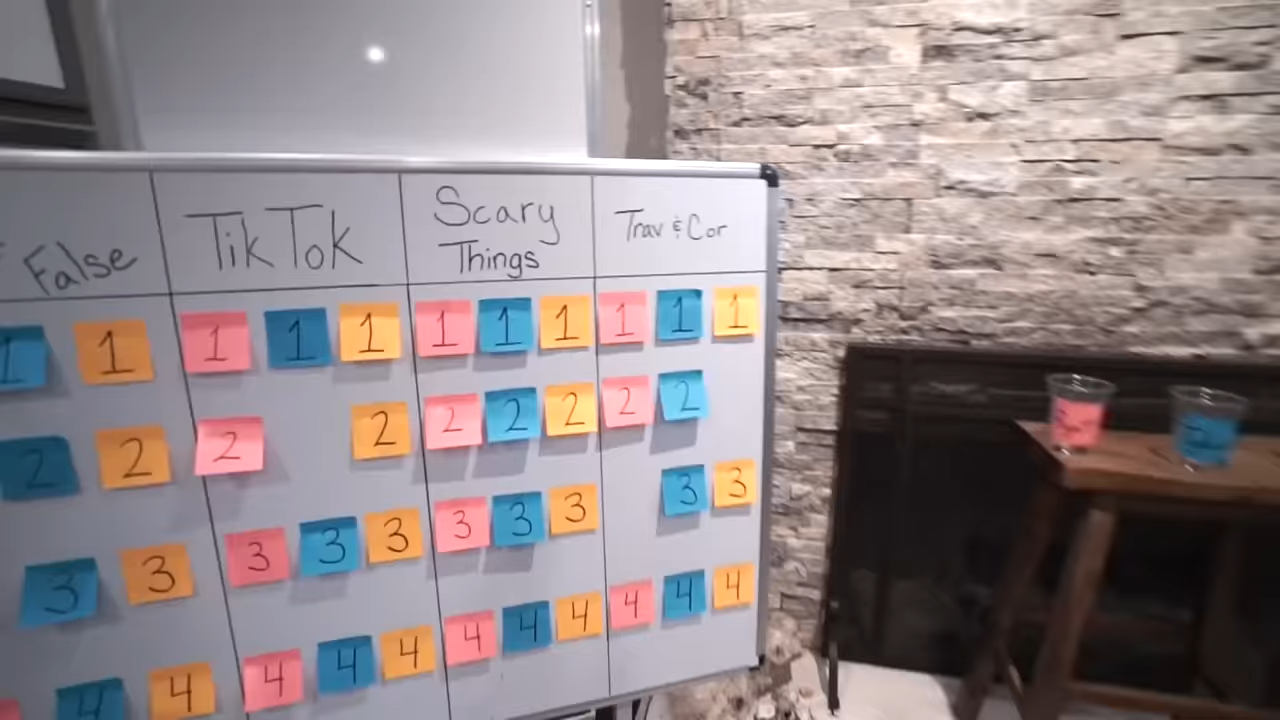 False
TikTok
Scary
Things
Trav & Cor
1 1 1 1 1 1 1 1 1 1 1
2 2 2 2 2 2 2 2 2
3 3 3 3 3 3 3 3 3 3
4 4 4 4 4 4 4 4 4 4 4